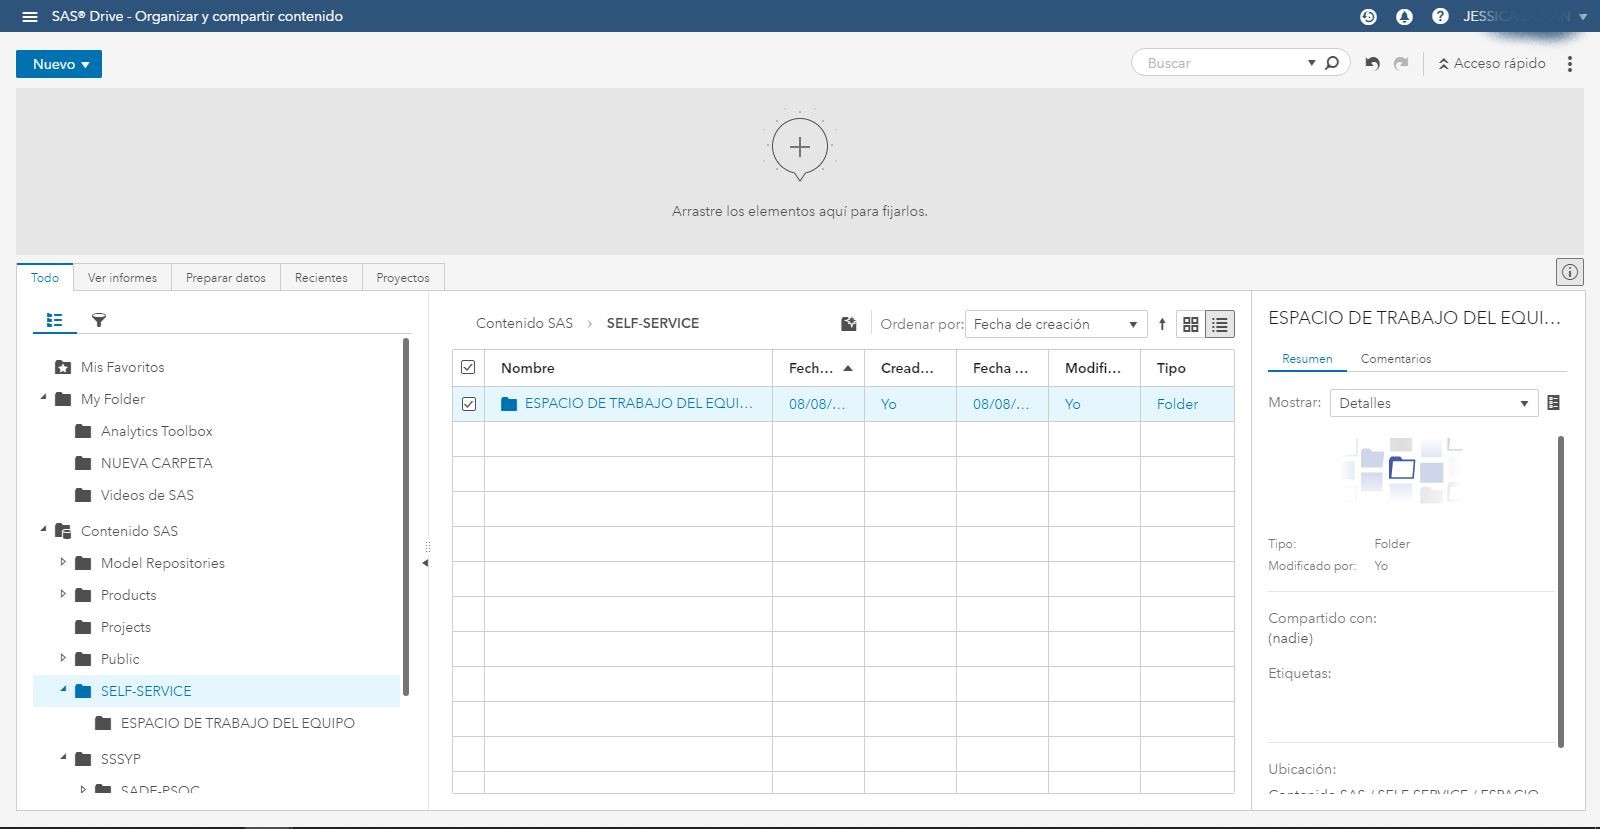 SAS® Drive - Organizar y compartir contenido
JESSICA
Nuevo
Buscar
Acceso rápido
Arrastre los elementos aquí para fijarlos.
Todo
Ver informes
Preparar datos
Recientes
Proyectos
Mis Favoritos
My Folder
Analytics Toolbox
NUEVA CARPETA
Videos de SAS
Contenido SAS
Model Repositories
Products
Projects
Public
SELF-SERVICE
ESPACIO DE TRABAJO DEL EQUIPO
SSSYP
SADE-PSOC
Contenido SAS › SELF-SERVICE
Ordenar por: Fecha de creación
Nombre Fech... Cread... Fecha ... Modifi... Tipo
ESPACIO DE TRABAJO DEL EQUI... 08/08/... Yo 08/08/... Yo Folder
ESPACIO DE TRABAJO DEL EQUI...
Resumen Comentarios
Mostrar: Detalles
Tipo: Folder
Modificado por: Yo
Compartido con:
(nadie)
Etiquetas:
Ubicación:
Contenido SAS / SELF-SERVICE / ESPACIO